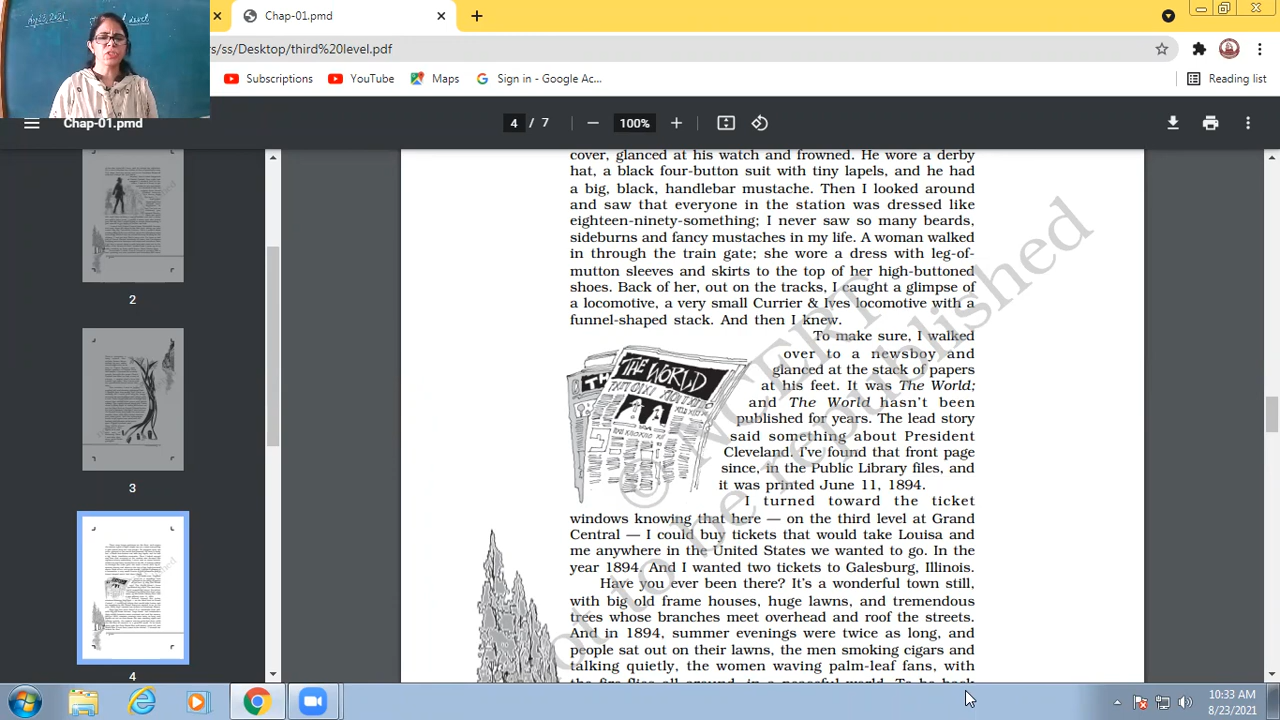 Chap-01.pmd
rs/ss/Desktop/third%20level.pdf
Subscriptions
YouTube
Maps
Sign in - Google Ac...
Reading list
Chap-01.pmd
4 / 7
100%
2
3
4
cover, glanced at his watch and frowned. He wore a derby
hat, a black four-button suit with tiny lapels, and he had
a big, black, handlebar mustache. Then I looked around
and saw that everyone in the station was dressed like
eighteen-ninety-something; I never saw so many beards,
sideburns and fancy mustaches in my life. A woman walked
in through the train gate; she wore a dress with leg-of-
mutton sleeves and skirts to the top of her high-buttoned
shoes. Back of her, out on the tracks, I caught a glimpse of
a locomotive, a very small Currier & Ives locomotive with a
funnel-shaped stack. And then I knew.
To make sure, I walked
over to a newsboy and
glanced at the stack of papers
at his feet. It was The World;
and The World hasn't been
published for years. The lead story
said something about President
Cleveland. I've found that front page
since, in the Public Library files, and
it was printed June 11, 1894.
I turned toward the ticket
windows knowing that here — on the third level at Grand
Central — I could buy tickets that would take Louisa and
me anywhere in the United States we wanted to go. In the
year 1894. And I wanted two tickets to Galesburg, Illinois.
Have you ever been there? It's a wonderful town still,
with big old frame houses, huge lawns, and tremendous
trees whose branches meet overhead and roof the streets.
And in 1894, summer evenings were twice as long, and
people sat out on their lawns, the men smoking cigars and
talking quietly, the women waving palm-leaf fans, with
the fire-flies all around, in a peaceful world. To be back
THE WORLD
© NCERT
not to be republished
10:33 AM
8/23/2021